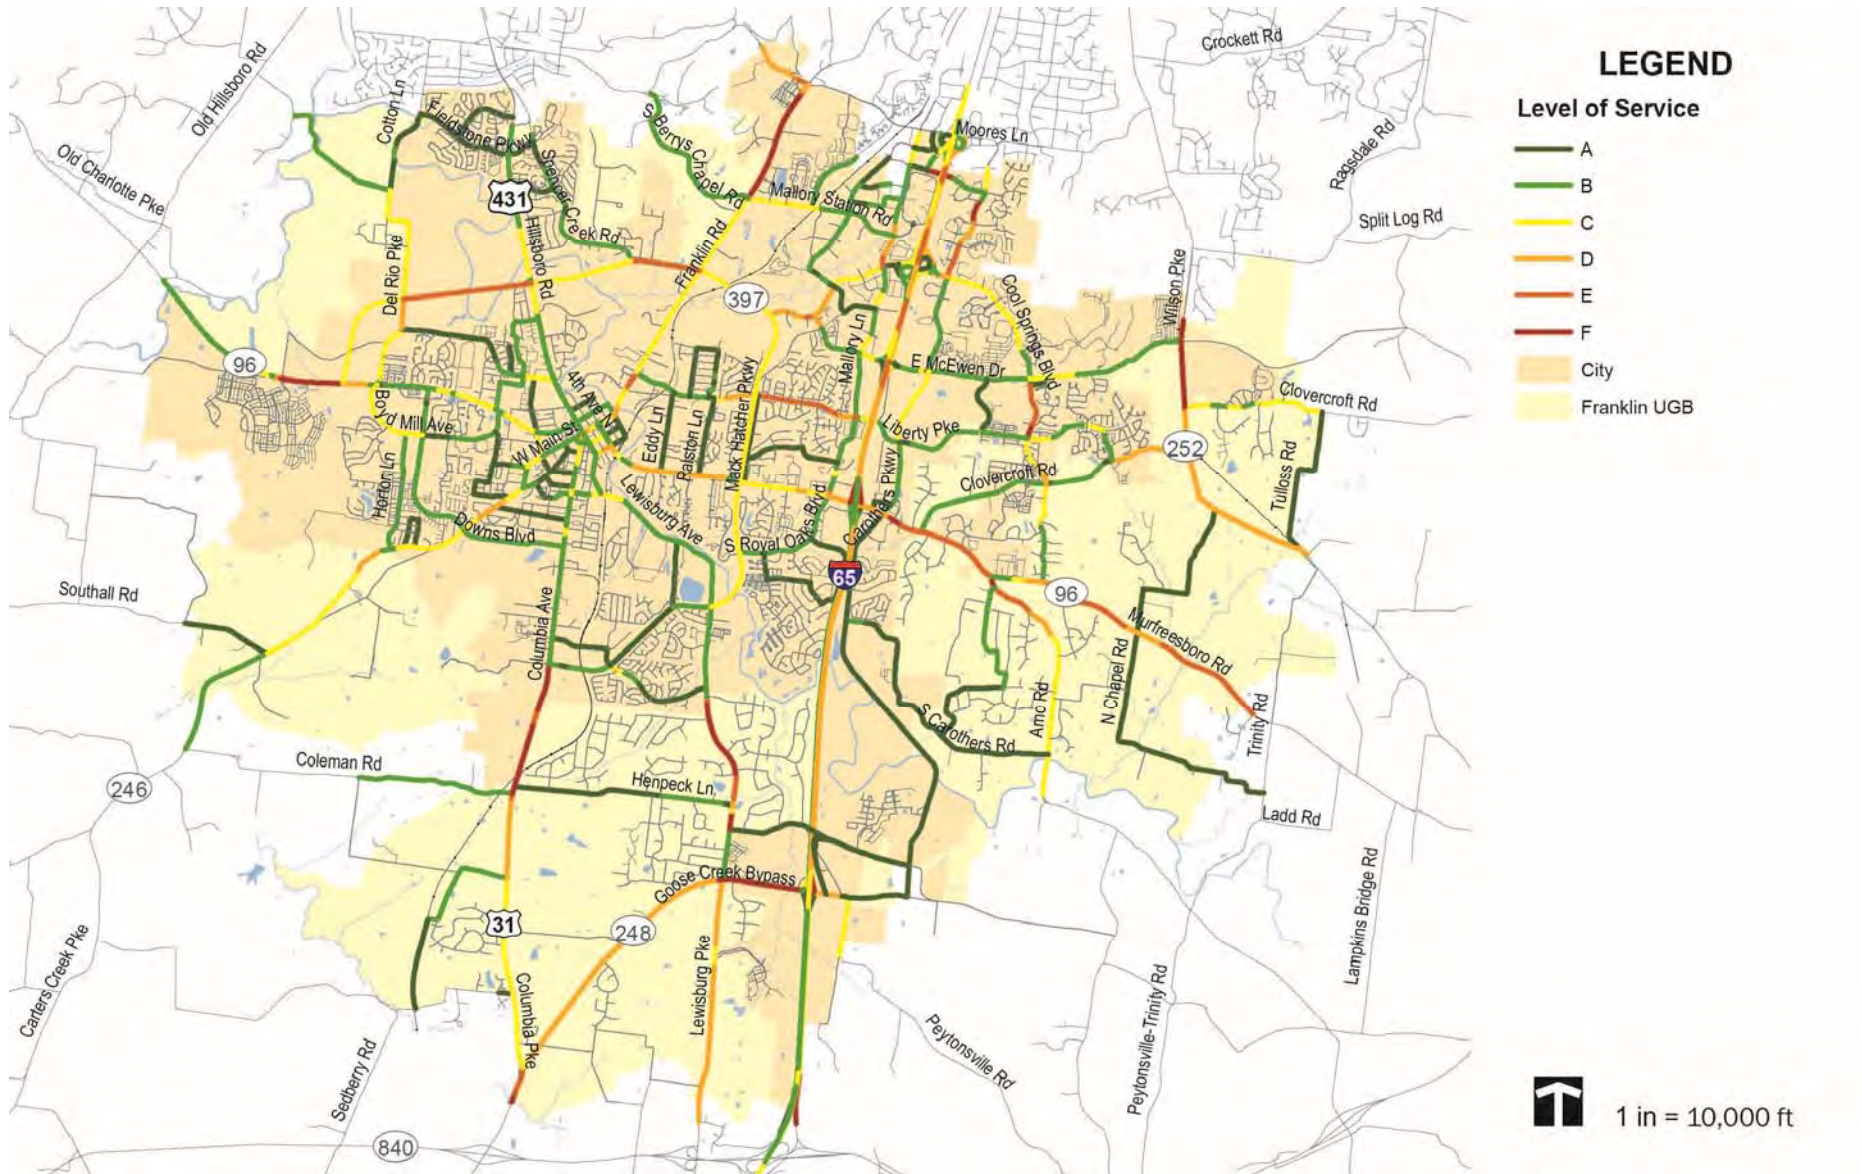 LEGEND
Level of Service
A
B
C
D
E
F
City
Franklin UGB
1 in = 10,000 ft
Crockett Rd
Old Hillsboro Rd
Cotton Ln
Fieldstone Pkwy
Moores Ln
S Berrys Chapel Rd
Spencer Creek Rd
Ragsdale Rd
Old Charlotte Pke
431
Mallory Station Rd
Split Log Rd
Hillsboro Rd
Franklin Rd
Del Rio Pke
Wilson Pke
397
Cool Springs Blvd
Mallory Ln
96
E McEwen Dr
4th Ave N
Mack Hatcher Pkwy
Clovercroft Rd
Boyd Mill Ave
Eddy Ln
Ralston Ln
Liberty Pke
W Main St
252
Tulloss Rd
Horton Ln
Clovercroft Rd
Carothers Pkwy
Lewisburg Ave
Downs Blvd
S Royal Oaks Blvd
65
Southall Rd
96
Columbia Ave
Murfreesboro Rd
N Chapel Rd
Arno Rd
Trinity Rd
S Carothers Rd
Coleman Rd
Henpeck Ln
246
Ladd Rd
Goose Creek Bypass
Lampkins Bridge Rd
31
248
Carters Creek Pke
Lewisburg Pke
Columbia Pke
Peytonsville Rd
Peytonsville-Trinity Rd
Sedberry Rd
840